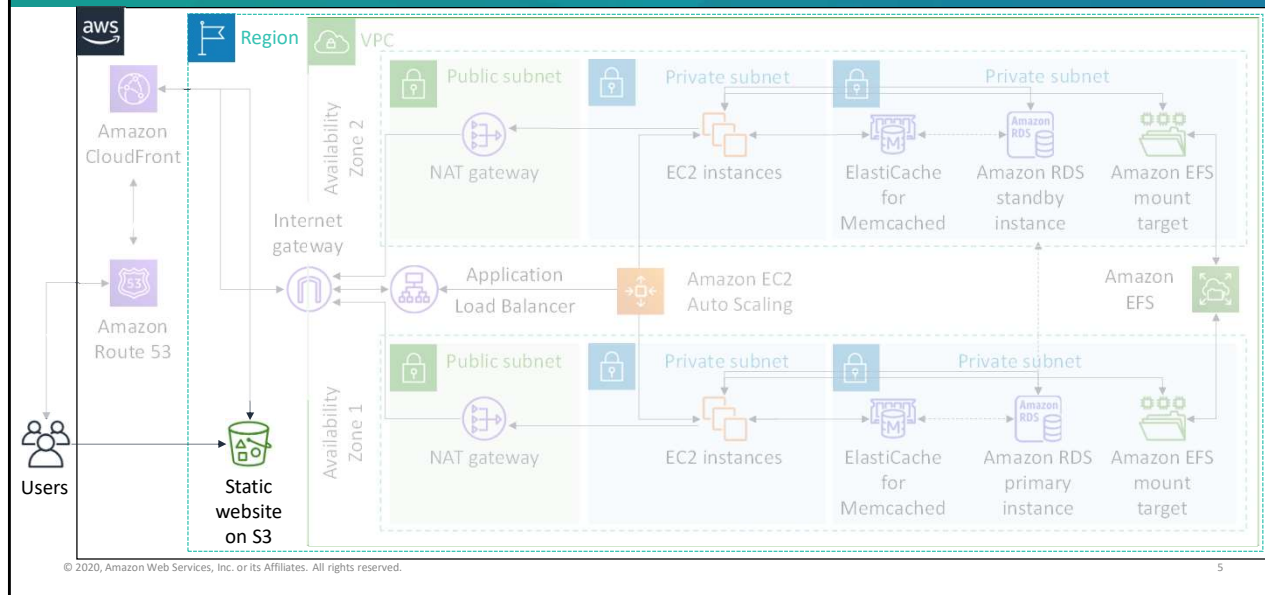 aws
Region
VPC
Public subnet
Private subnet
Private subnet
Amazon
CloudFront
Availability
Zone 2
NAT gateway
EC2 instances
ElastiCache
for
Memcached
Amazon
RDS
Amazon RDS
standby
instance
Amazon EFS
mount
target
Internet
gateway
53
Amazon
Route 53
Application
Load Balancer
Amazon EC2
Auto Scaling
Amazon
EFS
Public subnet
Private subnet
Private subnet
Availability
Zone 1
NAT gateway
EC2 instances
ElastiCache
for
Memcached
Amazon
RDS
Amazon RDS
primary
instance
Amazon EFS
mount
target
Users
Static
website
on S3
© 2020, Amazon Web Services, Inc. or its Affiliates. All rights reserved.
5